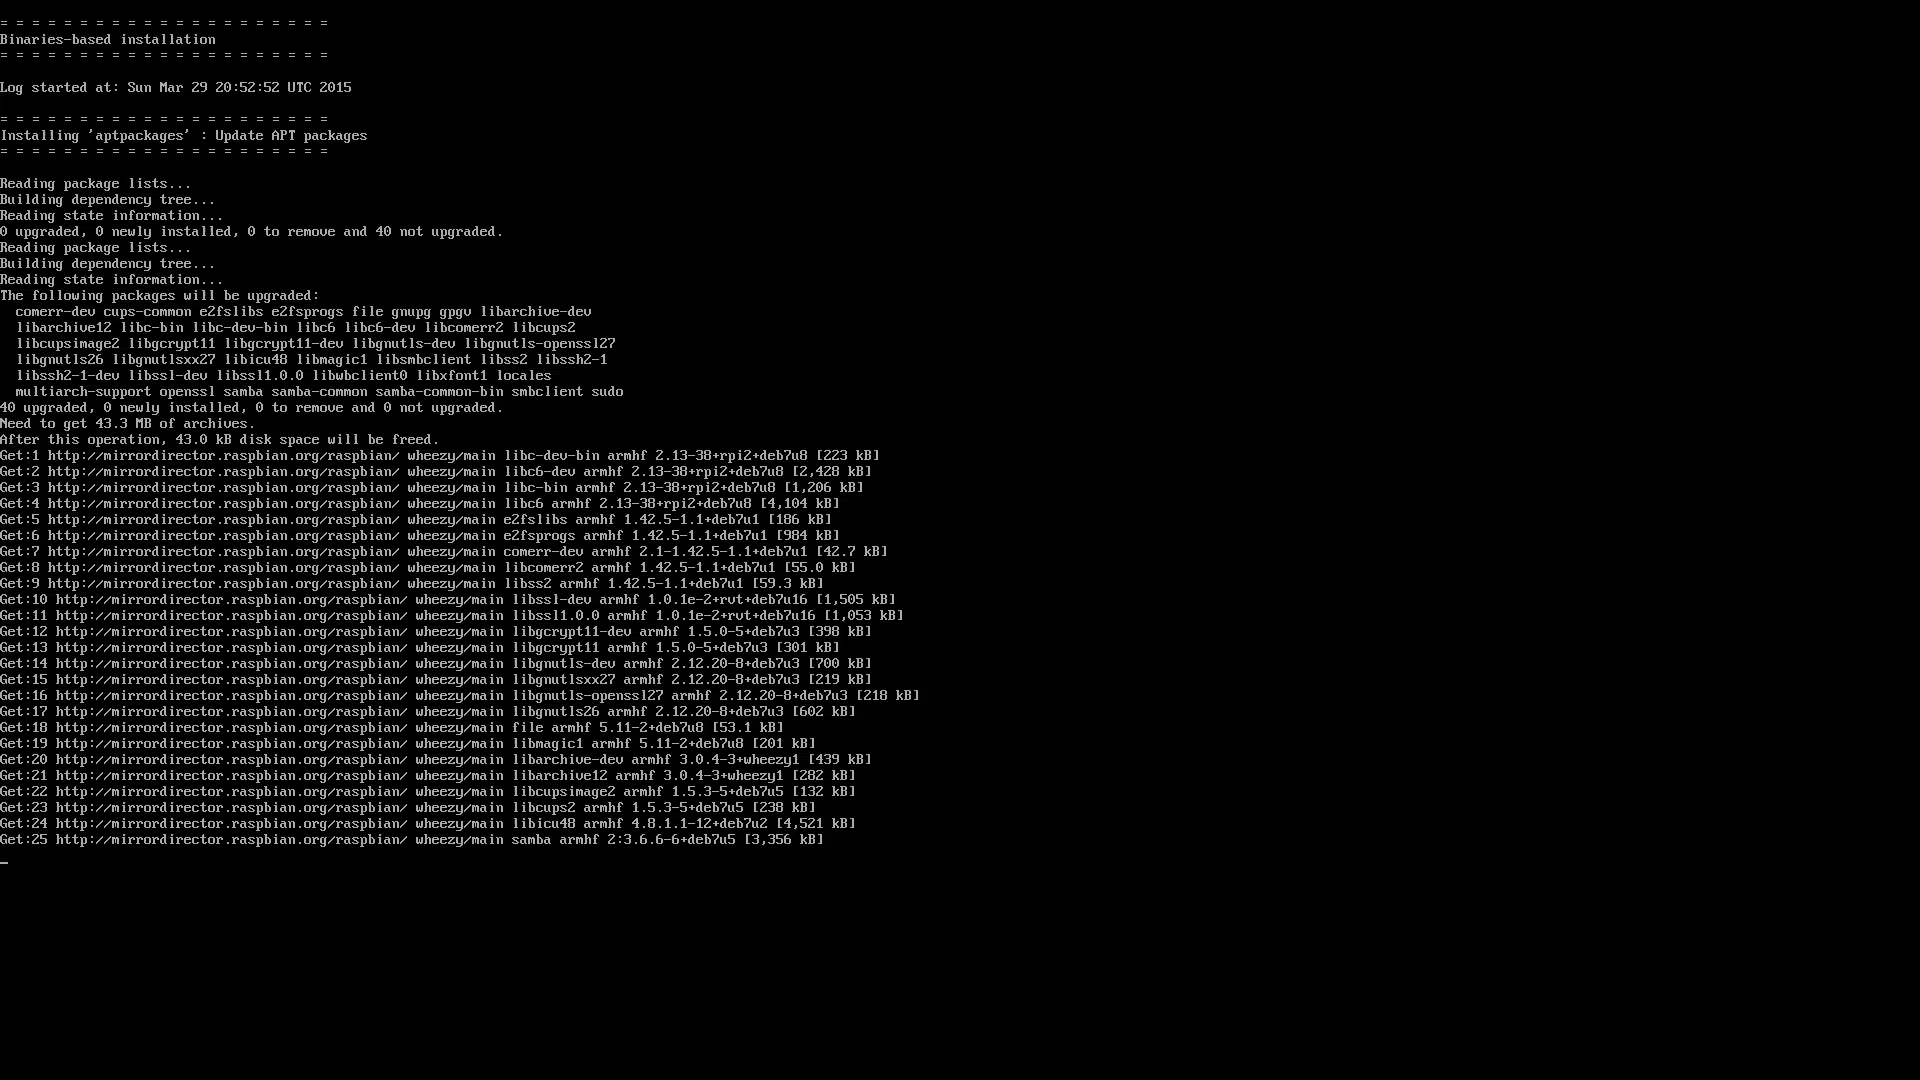 = = = = = = = = = = = = = = = = = = = = =
Binaries-based installation
= = = = = = = = = = = = = = = = = = = = =
Log started at: Sun Mar 29 20:52:52 UTC 2015
= = = = = = = = = = = = = = = = = = = = =
Installing 'aptpackages' : Update APT packages
= = = = = = = = = = = = = = = = = = = = =
Reading package lists...
Building dependency tree...
Reading state information...
0 upgraded, 0 newly installed, 0 to remove and 40 not upgraded.
Reading package lists...
Building dependency tree...
Reading state information...
The following packages will be upgraded:
  comerr-dev cups-common e2fslibs e2fsprogs file gnupg gpgv libarchive-dev
  libarchive12 libc-bin libc-dev-bin libc6 libc6-dev libcomerr2 libcups2
  libcupsimage2 libgcrypt11 libgcrypt11-dev libgnutls-dev libgnutls-openssl27
  libgnutls26 libgnutlsxx27 libicu48 libmagic1 libsmbclient libss2 libssh2-1
  libssh2-1-dev libssl-dev libssl1.0.0 libwbclient0 libxfont1 locales
  multiarch-support openssl samba samba-common samba-common-bin smbclient sudo
40 upgraded, 0 newly installed, 0 to remove and 0 not upgraded.
Need to get 43.3 MB of archives.
After this operation, 43.0 kB disk space will be freed.
Get:1 http://mirrordirector.raspbian.org/raspbian/ wheezy/main libc-dev-bin armhf 2.13-38+rpi2+deb7u8 [223 kB]
Get:2 http://mirrordirector.raspbian.org/raspbian/ wheezy/main libc6-dev armhf 2.13-38+rpi2+deb7u8 [2,428 kB]
Get:3 http://mirrordirector.raspbian.org/raspbian/ wheezy/main libc-bin armhf 2.13-38+rpi2+deb7u8 [1,206 kB]
Get:4 http://mirrordirector.raspbian.org/raspbian/ wheezy/main libc6 armhf 2.13-38+rpi2+deb7u8 [4,104 kB]
Get:5 http://mirrordirector.raspbian.org/raspbian/ wheezy/main e2fslibs armhf 1.42.5-1.1+deb7u1 [186 kB]
Get:6 http://mirrordirector.raspbian.org/raspbian/ wheezy/main e2fsprogs armhf 1.42.5-1.1+deb7u1 [984 kB]
Get:7 http://mirrordirector.raspbian.org/raspbian/ wheezy/main comerr-dev armhf 2.1-1.42.5-1.1+deb7u1 [42.7 kB]
Get:8 http://mirrordirector.raspbian.org/raspbian/ wheezy/main libcomerr2 armhf 1.42.5-1.1+deb7u1 [55.0 kB]
Get:9 http://mirrordirector.raspbian.org/raspbian/ wheezy/main libss2 armhf 1.42.5-1.1+deb7u1 [59.3 kB]
Get:10 http://mirrordirector.raspbian.org/raspbian/ wheezy/main libssl-dev armhf 1.0.1e-2+rvt+deb7u16 [1,505 kB]
Get:11 http://mirrordirector.raspbian.org/raspbian/ wheezy/main libssl1.0.0 armhf 1.0.1e-2+rvt+deb7u16 [1,053 kB]
Get:12 http://mirrordirector.raspbian.org/raspbian/ wheezy/main libgcrypt11-dev armhf 1.5.0-5+deb7u3 [398 kB]
Get:13 http://mirrordirector.raspbian.org/raspbian/ wheezy/main libgcrypt11 armhf 1.5.0-5+deb7u3 [301 kB]
Get:14 http://mirrordirector.raspbian.org/raspbian/ wheezy/main libgnutls-dev armhf 2.12.20-8+deb7u3 [700 kB]
Get:15 http://mirrordirector.raspbian.org/raspbian/ wheezy/main libgnutlsxx27 armhf 2.12.20-8+deb7u3 [219 kB]
Get:16 http://mirrordirector.raspbian.org/raspbian/ wheezy/main libgnutls-openssl27 armhf 2.12.20-8+deb7u3 [218 kB]
Get:17 http://mirrordirector.raspbian.org/raspbian/ wheezy/main libgnutls26 armhf 2.12.20-8+deb7u3 [602 kB]
Get:18 http://mirrordirector.raspbian.org/raspbian/ wheezy/main file armhf 5.11-2+deb7u8 [53.1 kB]
Get:19 http://mirrordirector.raspbian.org/raspbian/ wheezy/main libmagic1 armhf 5.11-2+deb7u8 [201 kB]
Get:20 http://mirrordirector.raspbian.org/raspbian/ wheezy/main libarchive-dev armhf 3.0.4-3+wheezy1 [439 kB]
Get:21 http://mirrordirector.raspbian.org/raspbian/ wheezy/main libarchive12 armhf 3.0.4-3+wheezy1 [282 kB]
Get:22 http://mirrordirector.raspbian.org/raspbian/ wheezy/main libcupsimage2 armhf 1.5.3-5+deb7u5 [132 kB]
Get:23 http://mirrordirector.raspbian.org/raspbian/ wheezy/main libcups2 armhf 1.5.3-5+deb7u5 [238 kB]
Get:24 http://mirrordirector.raspbian.org/raspbian/ wheezy/main libicu48 armhf 4.8.1.1-12+deb7u2 [4,521 kB]
Get:25 http://mirrordirector.raspbian.org/raspbian/ wheezy/main samba armhf 2:3.6.6-6+deb7u5 [3,356 kB]